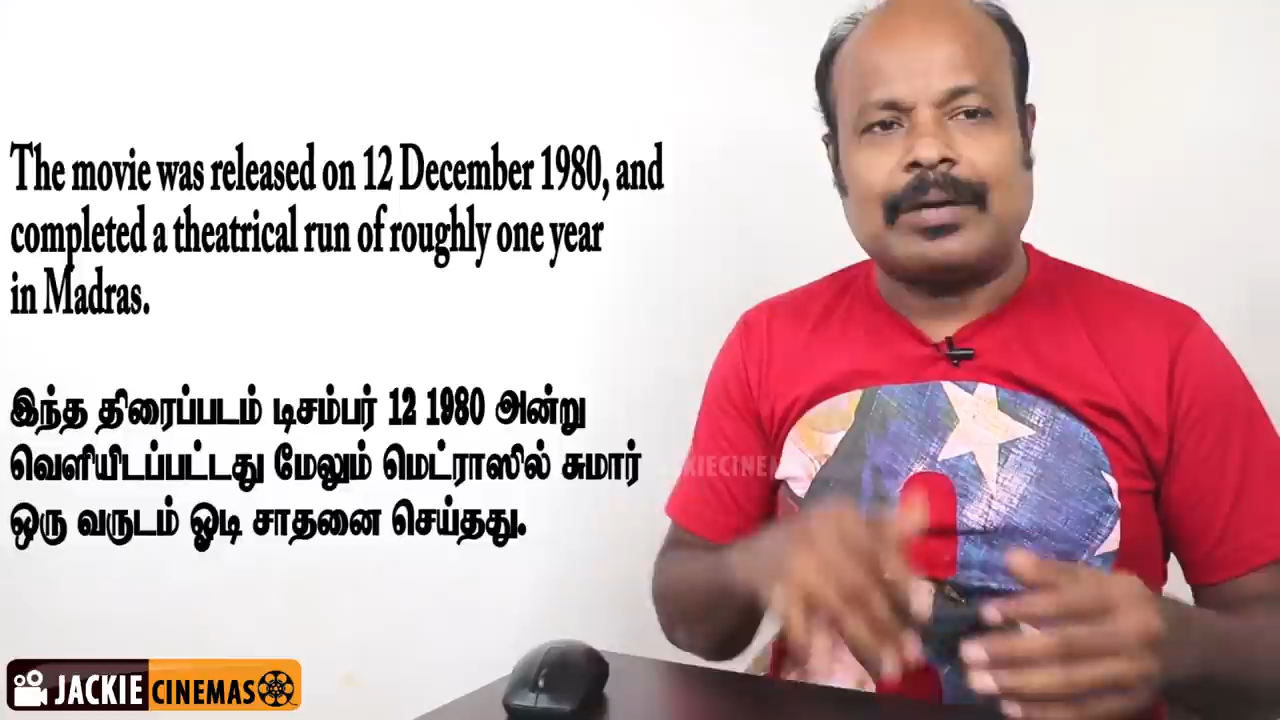 The movie was released on 12 December 1980, and
completed a theatrical run of roughly one year
in Madras.
இந்த திரைப்படம் டிசம்பர் 12 1980 அன்று
வெளியிடப்பட்டது மேலும் மெட்ராஸில் சுமார்
ஒரு வருடம் ஓடி சாதனை செய்தது.
JACKIE CINEMAS